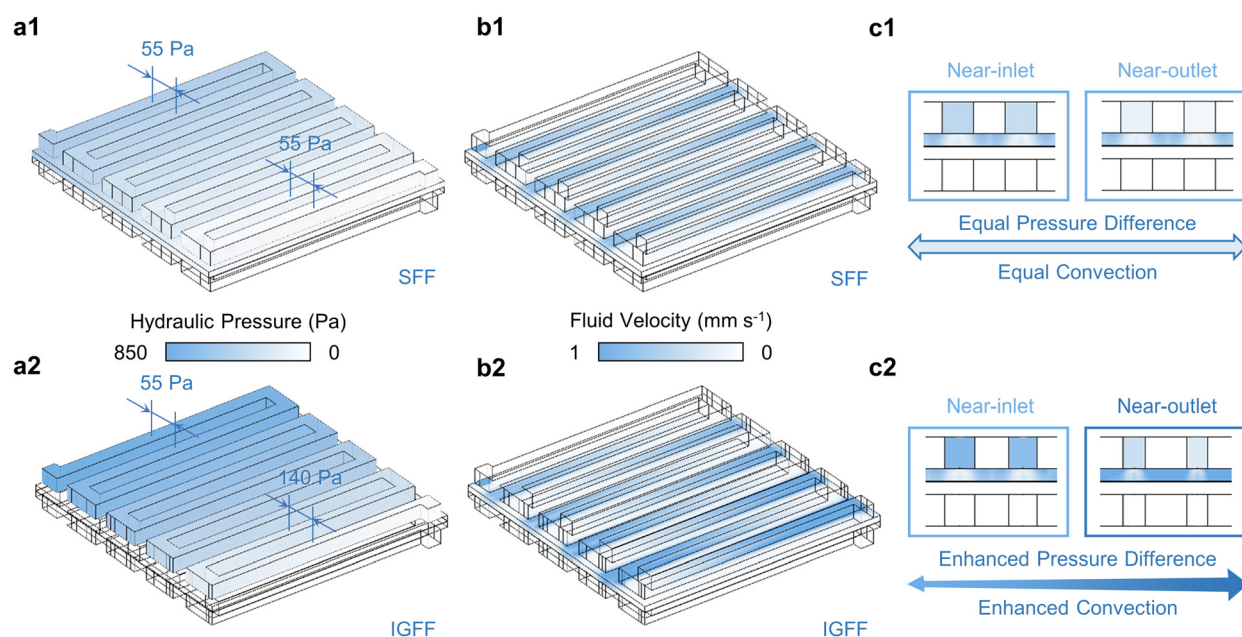 a1
55 Pa
55 Pa
SFF
b1
SFF
c1
Near-inlet
Near-outlet
Equal Pressure Difference
Equal Convection
Hydraulic Pressure (Pa)
850
0
Fluid Velocity (mm s⁻¹)
1
0
a2
55 Pa
140 Pa
IGFF
b2
IGFF
c2
Near-inlet
Near-outlet
Enhanced Pressure Difference
Enhanced Convection